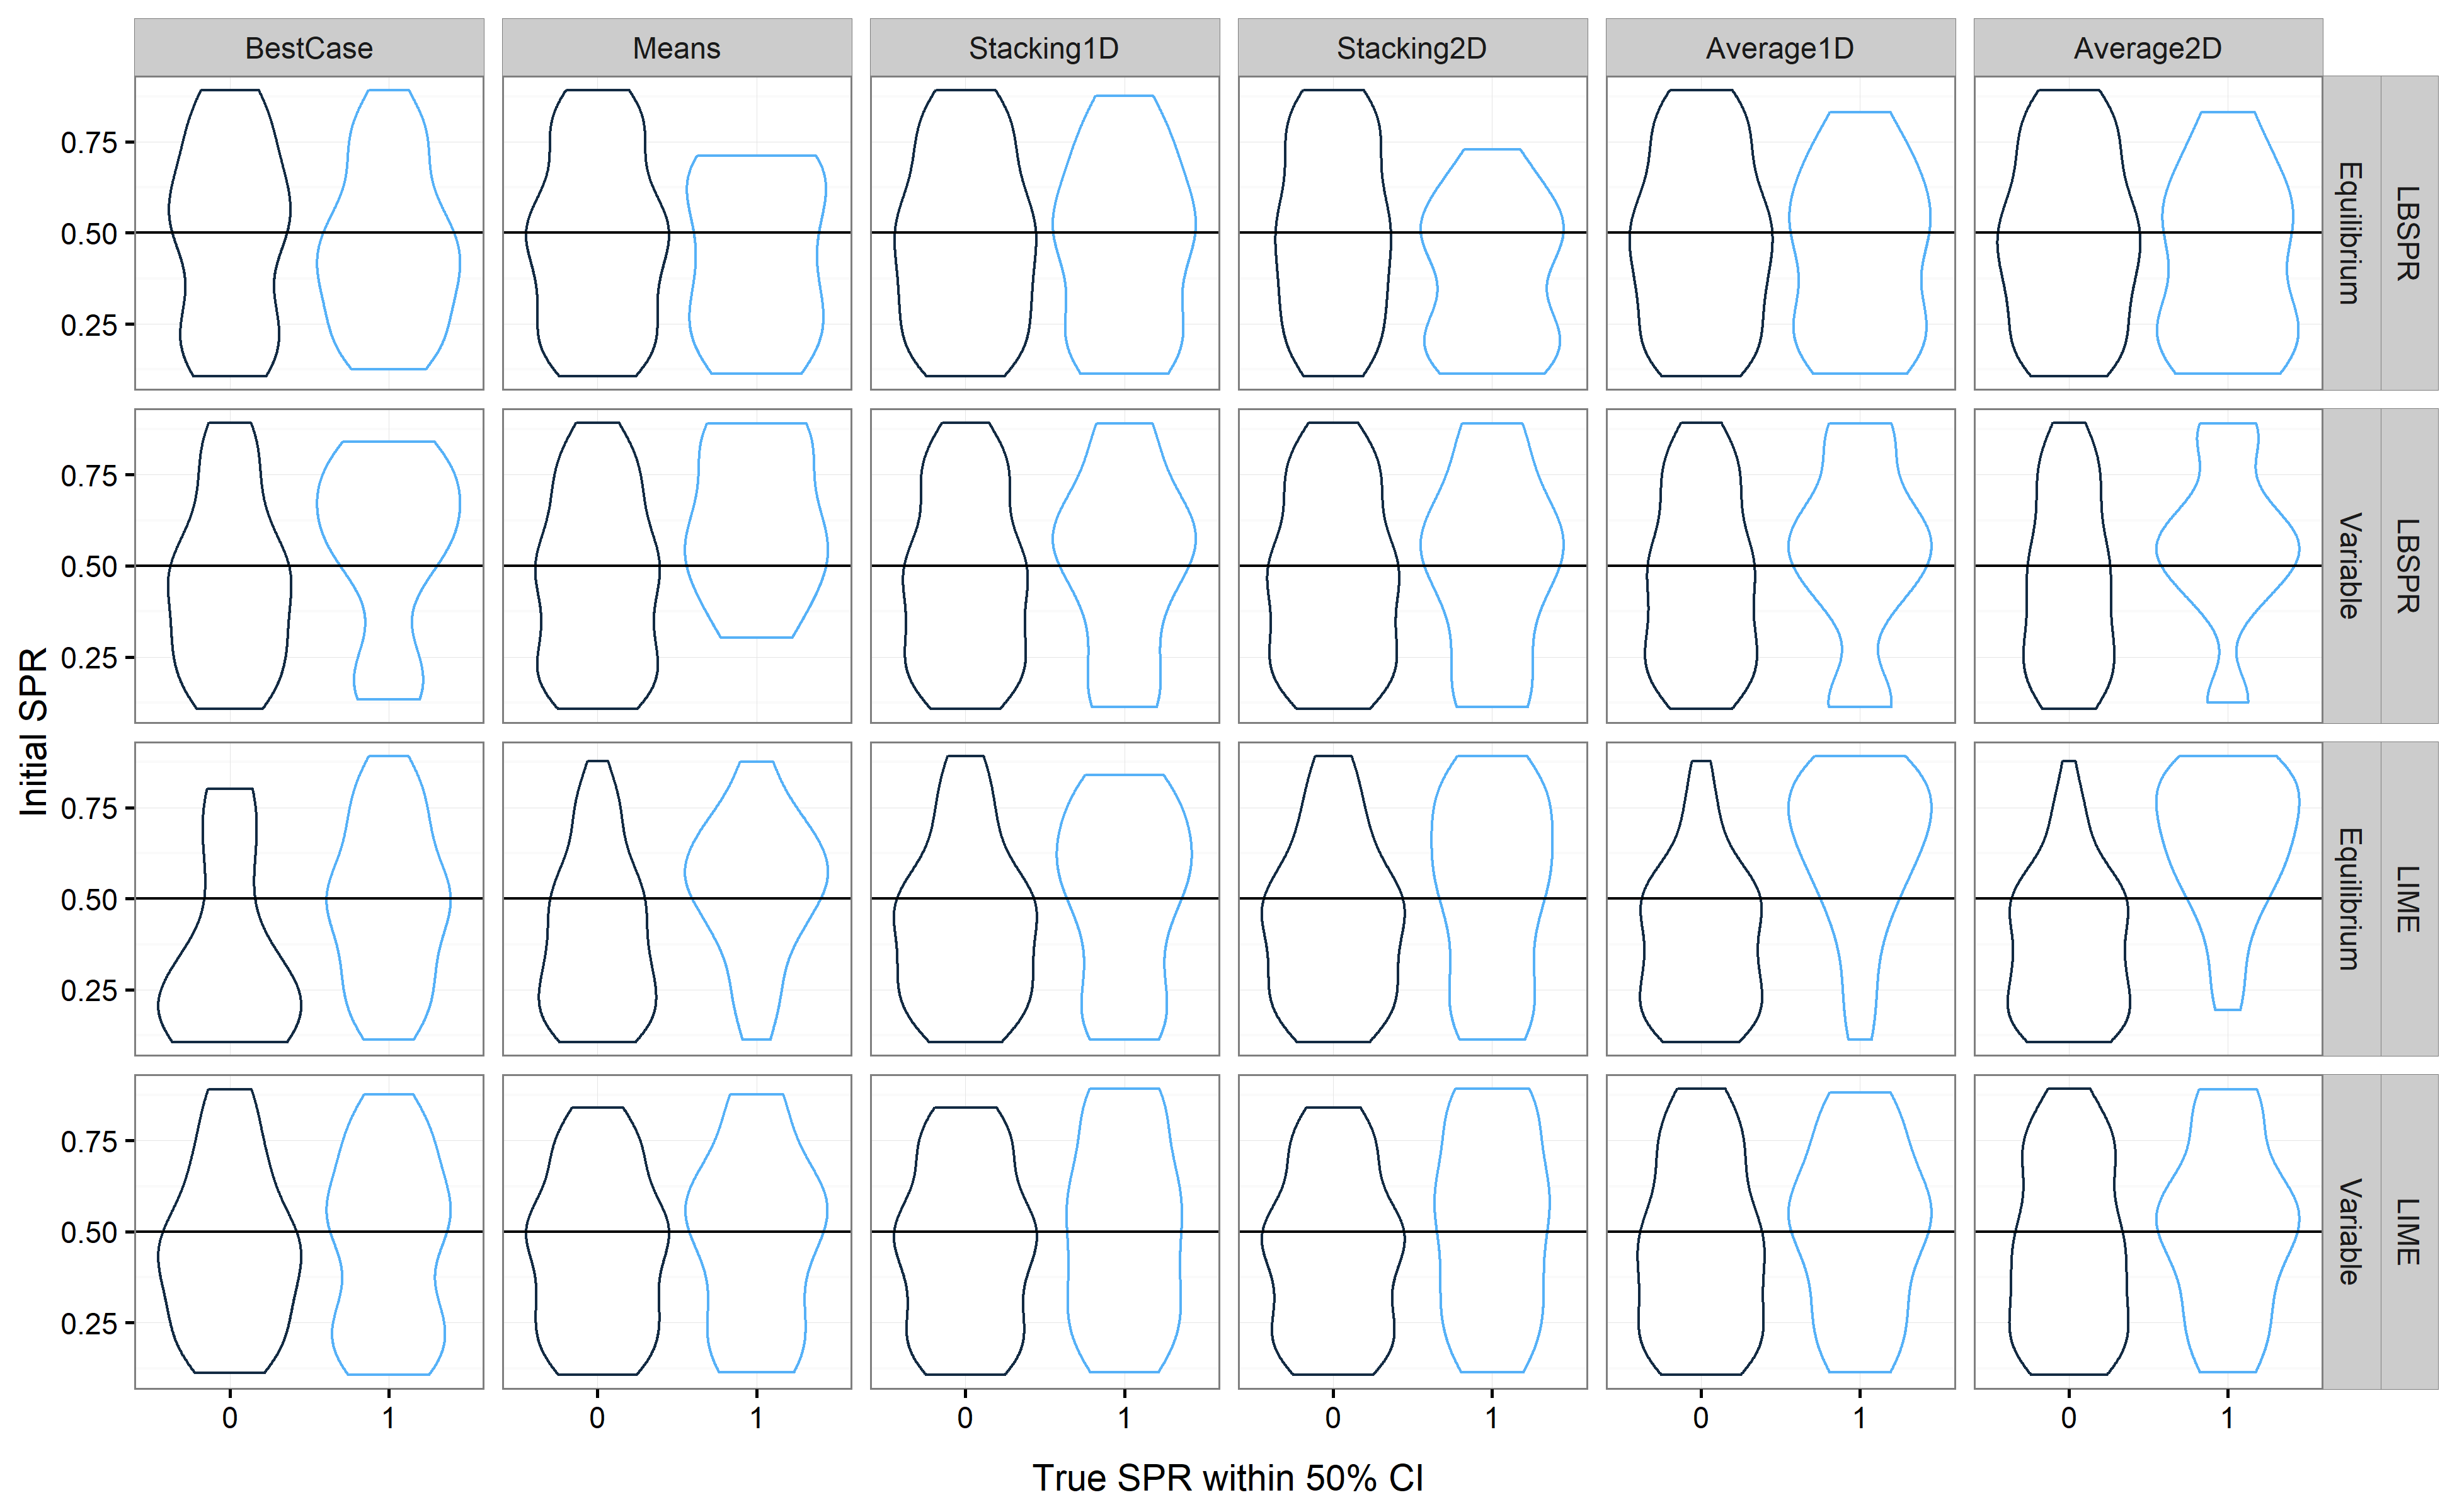 BestCase Means Stacking1D Stacking2D Average1D Average2D
Initial SPR
0.75
0.50
0.25
Equilibrium LBSPR
0.75
0.50
0.25
Variable LBSPR
0.75
0.50
0.25
Equilibrium LIME
0.75
0.50
0.25
Variable LIME
0 1 0 1 0 1 0 1 0 1 0 1
True SPR within 50% CI